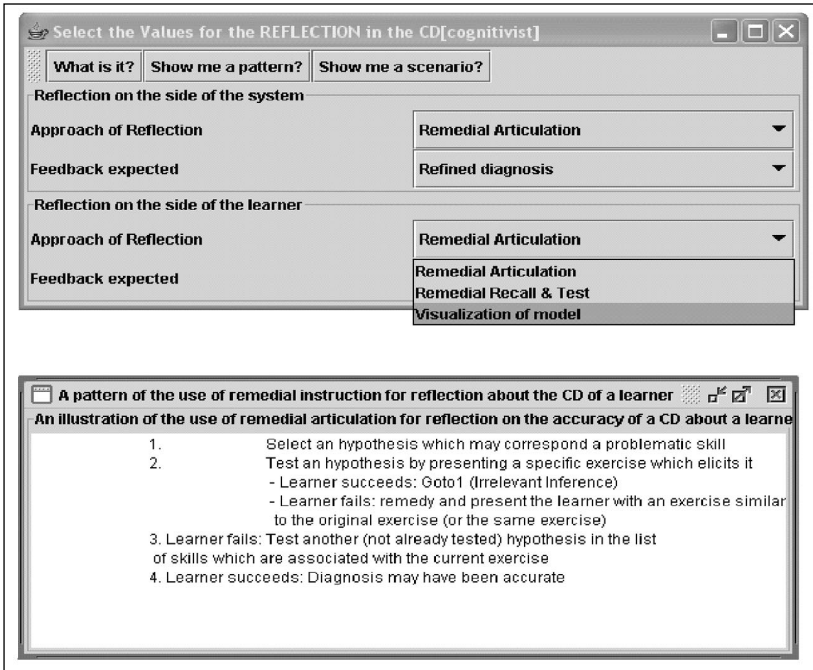 Select the Values for the REFLECTION in the CD[cognitivist]
What is it? Show me a pattern? Show me a scenario?
Reflection on the side of the system
Approach of Reflection Remedial Articulation
Feedback expected Refined diagnosis
Reflection on the side of the learner
Approach of Reflection Remedial Articulation
Feedback expected
Remedial Articulation
Remedial Recall & Test
Visualization of model
A pattern of the use of remedial instruction for reflection about the CD of a learner
An illustration of the use of remedial articulation for reflection on the accuracy of a CD about a learne
1. Select an hypothesis which may correspond a problematic skill
2. Test an hypothesis by presenting a specific exercise which elicits it
- Learner succeeds: Goto1 (Irrelevant Inference)
- Learner fails: remedy and present the learner with an exercise similar
to the original exercise (or the same exercise)
3. Learner fails: Test another (not already tested) hypothesis in the list
of skills which are associated with the current exercise
4. Learner succeeds: Diagnosis may have been accurate